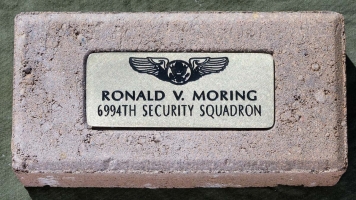 RONALD V. MORING
6994TH SECURITY SQUADRON